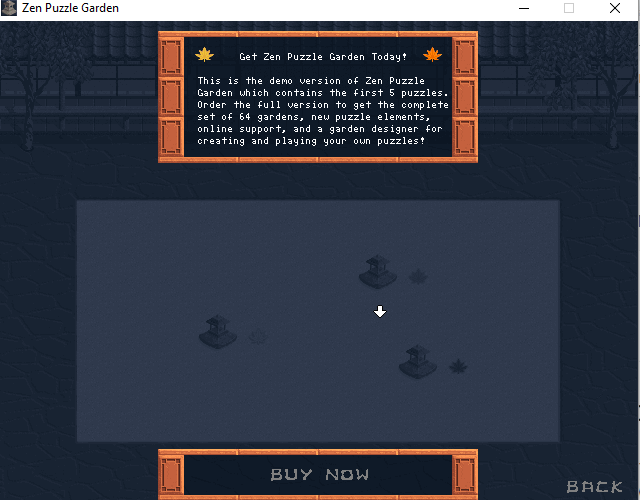 Zen Puzzle Garden
Get Zen Puzzle Garden Today!
This is the demo version of Zen Puzzle
Garden which contains the first 5 puzzles.
Order the full version to get the complete
set of 64 gardens, new puzzle elements,
online support, and a garden designer for
creating and playing your own puzzles!
BUY NOW
BACK